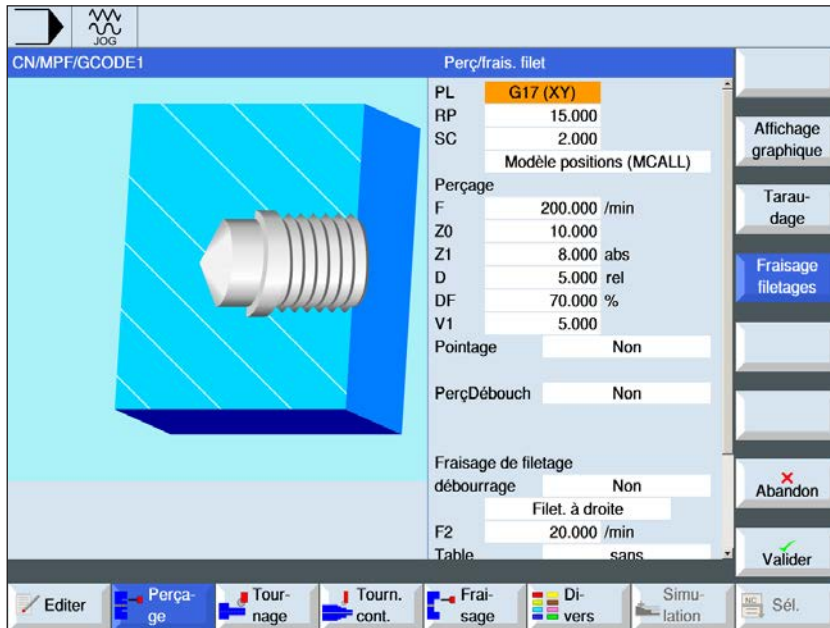 JOG
CN/MPF/GCODE1
Perç/frais. filet
PL G17 (XY)
RP 15.000
SC 2.000
Modèle positions (MCALL)
Perçage
F 200.000 /min
Z0 10.000
Z1 8.000 abs
D 5.000 rel
DF 70.000 %
V1 5.000
Pointage Non
PerçDébouch Non
Fraisage de filetage
débourrage Non
Filet. à droite
F2 20.000 /min
Table sans
Affichage
graphique
Tarau-
dage
Fraisage
filetages
Abandon
Valider
Editer
Perça-
ge
Tour-
nage
Tourn.
cont.
Frai-
sage
Di-
vers
Simu-
lation
NC
Sél.